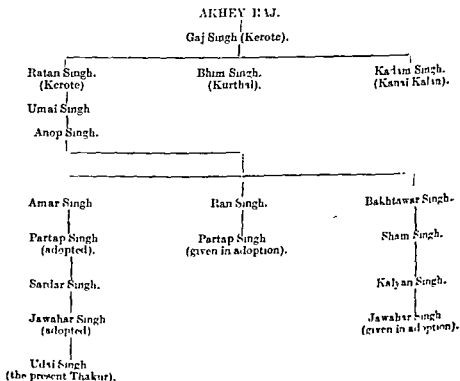 AKHEY RAJ.
Gaj Singh (Kerote).
Ratan Singh. Bhim Singh. Kadam Singh.
(Kerote) (Kurthal). (Kansi Kalan).
Umai Singh
Anop Singh.
Amar Singh Ran Singh. Bakhtawar Singh.
Partap Singh Partap Singh Sham Singh.
(adopted). (given in adoption).
Sardar Singh. Kalyan Singh.
Jawahar Singh Jawahar Singh
(adopted) (given in adoption).
Udai Singh
(the present Thakur).